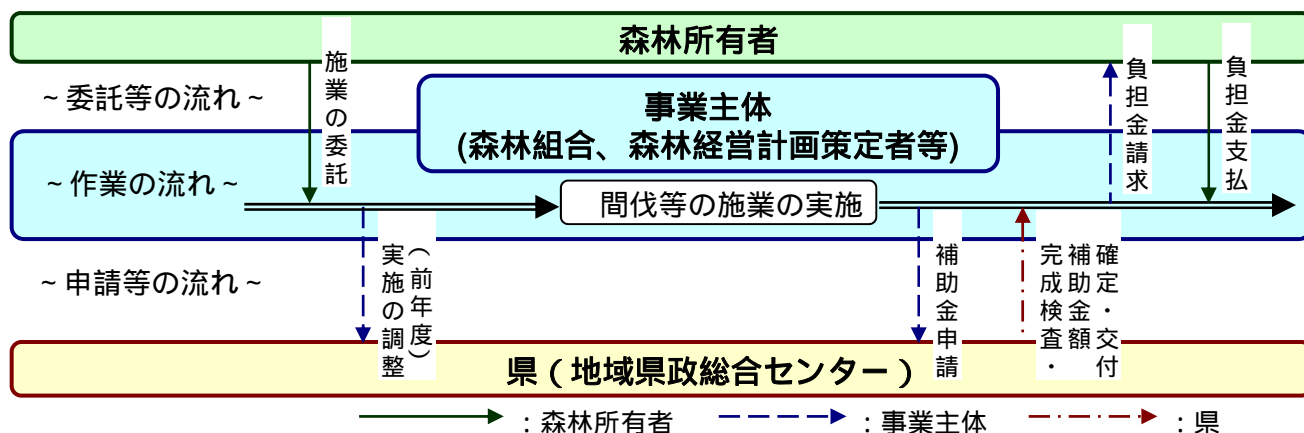 森林所有者
~ 委託等の流れ ~
施業の委託
事業主体
(森林組合、森林経営計画策定者等)
負担金請求
負担金支払
~ 作業の流れ ~
間伐等の施業の実施
~ 申請等の流れ ~
(前年度)
実施の調整
補助金申請
確定・交付
補助金額
完成検査・
県 ( 地域県政総合センター )
:森林所有者
:事業主体
:県